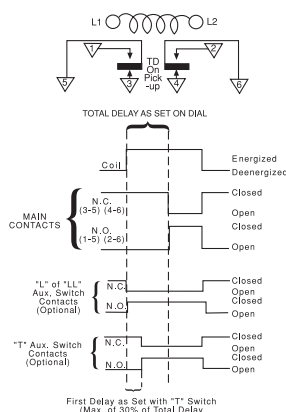 L1 L2
1 2
TD
On
Pick
-up
5 3 4 6
TOTAL DELAY AS SET ON DIAL
Coil
Energized
Deenergized
MAIN
CONTACTS
N.C.
(3-5) (4-6)
Closed
Open
N.O.
(1-5) (2-6)
Closed
Open
"L" of "LL"
Aux. Switch
Contacts
(Optional)
N.C.
Closed
Open
N.O.
Closed
Open
"T" Aux. Switch
Contacts
(Optional)
N.C.
Closed
Open
N.O.
Closed
Open
First Delay as Set with "T" Switch
(Max. of 30% of Total Delay